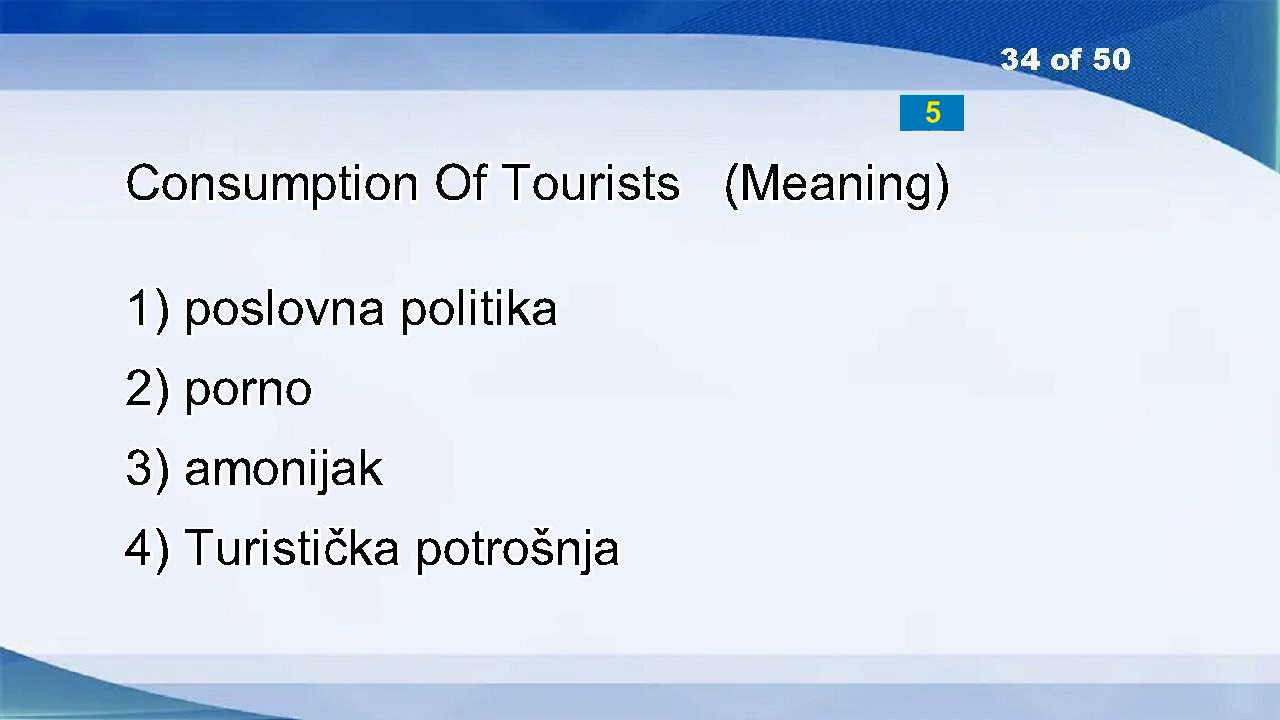 34 of 50
5
Consumption Of Tourists (Meaning)
1) poslovna politika
2) porno
3) amonijak
4) Turistička potrošnja